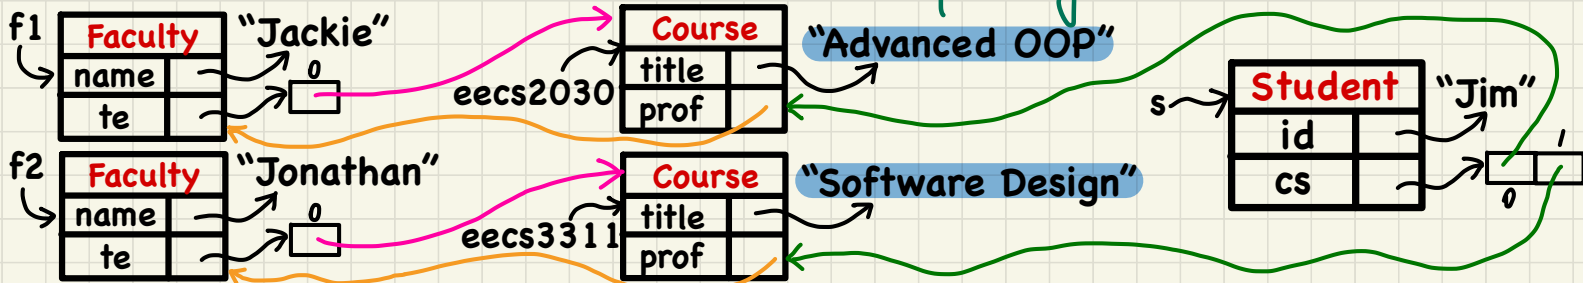 f1
Faculty
name
te
"Jackie"
0
eecs2030
Course
title
prof
"Advanced OOP"
s
Student
id
cs
"Jim"
0
1
f2
Faculty
name
te
"Jonathan"
0
eecs3311
Course
title
prof
"Software Design"